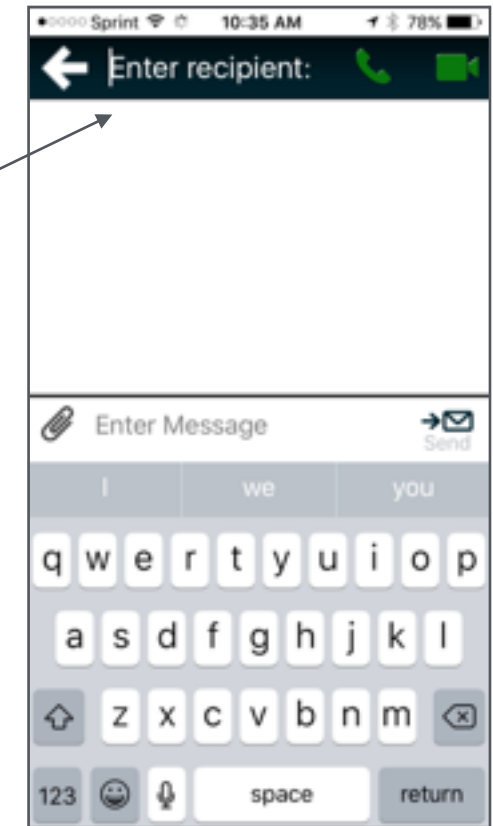 Sprint 10:35 AM 78%
Enter recipient:
Enter Message
Send
I we you
q w e r t y u i o p
a s d f g h j k l
z x c v b n m
123 space return